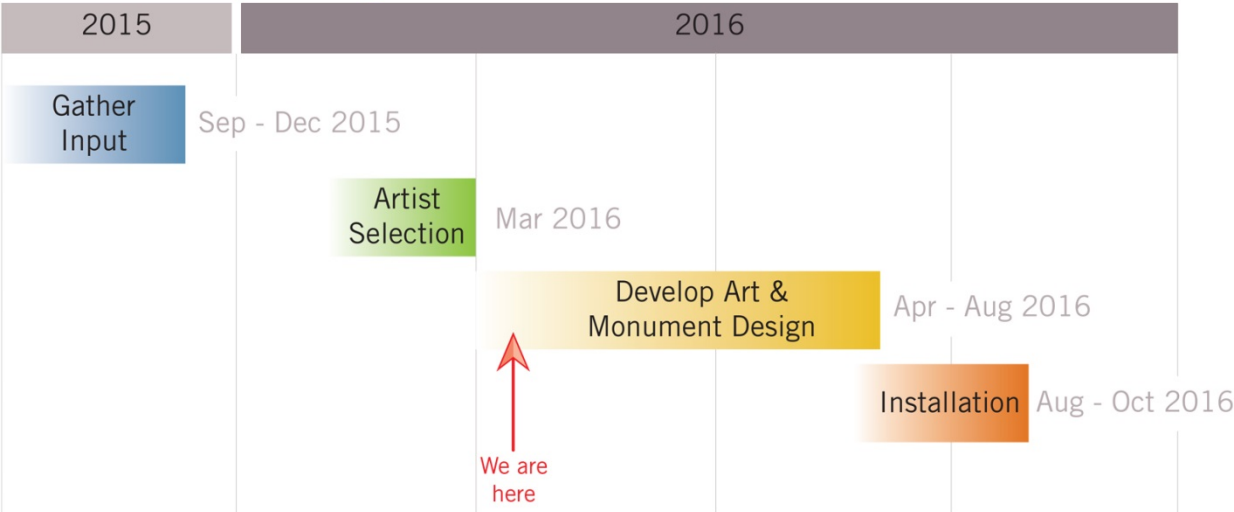 2015
2016
Gather
Input
Sep - Dec 2015
Artist
Selection
Mar 2016
Develop Art &
Monument Design
Apr - Aug 2016
Installation
Aug - Oct 2016
We are
here